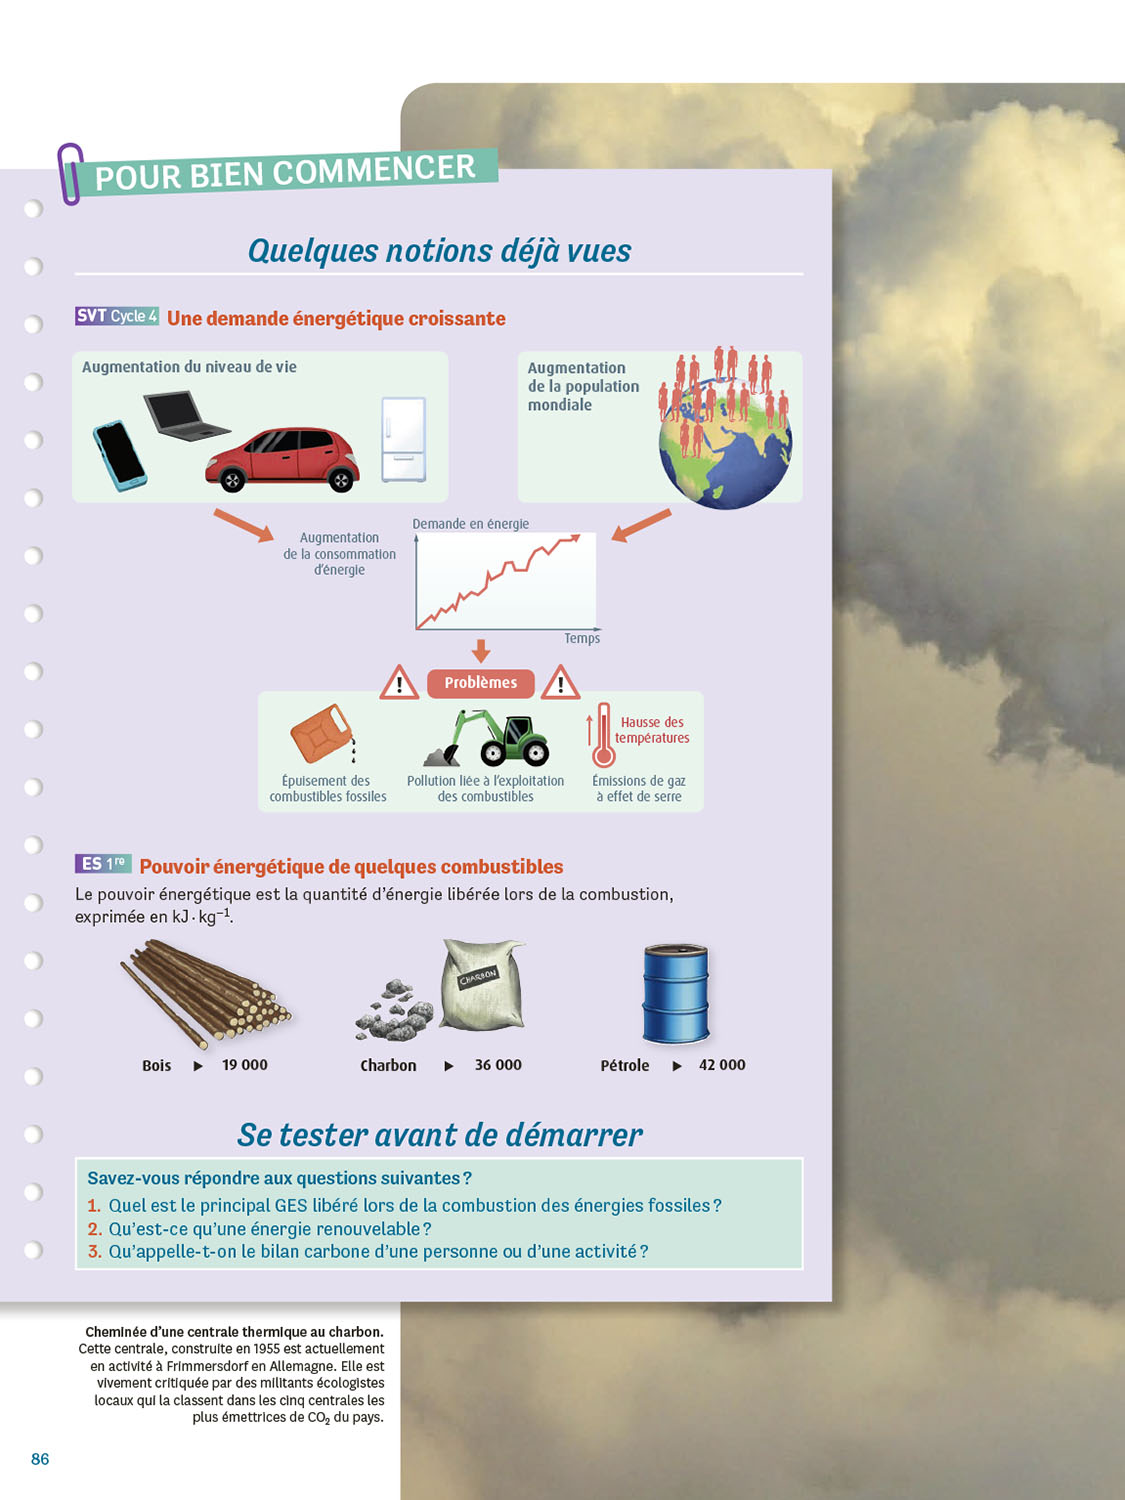 POUR BIEN COMMENCER
Quelques notions déjà vues
SVT Cycle 4 Une demande énergétique croissante
Augmentation du niveau de vie
Augmentation
de la population
mondiale
Augmentation
de la consommation
d'énergie
Demande en énergie
Temps
! Problèmes !
Hausse des
températures
Épuisement des
combustibles fossiles
Pollution liée à l'exploitation
des combustibles
Émissions de gaz
à effet de serre
ES 1re Pouvoir énergétique de quelques combustibles
Le pouvoir énergétique est la quantité d'énergie libérée lors de la combustion,
exprimée en kJ·kg⁻¹.
CHARBON
Bois ▶ 19 000
Charbon ▶ 36 000
Pétrole ▶ 42 000
Se tester avant de démarrer
Savez-vous répondre aux questions suivantes ?
1. Quel est le principal GES libéré lors de la combustion des énergies fossiles ?
2. Qu'est-ce qu'une énergie renouvelable ?
3. Qu'appelle-t-on le bilan carbone d'une personne ou d'une activité ?
Cheminée d'une centrale thermique au charbon.
Cette centrale, construite en 1955 est actuellement
en activité à Frimmersdorf en Allemagne. Elle est
vivement critiquée par des militants écologistes
locaux qui la classent dans les cinq centrales les
plus émettrices de CO₂ du pays.
86